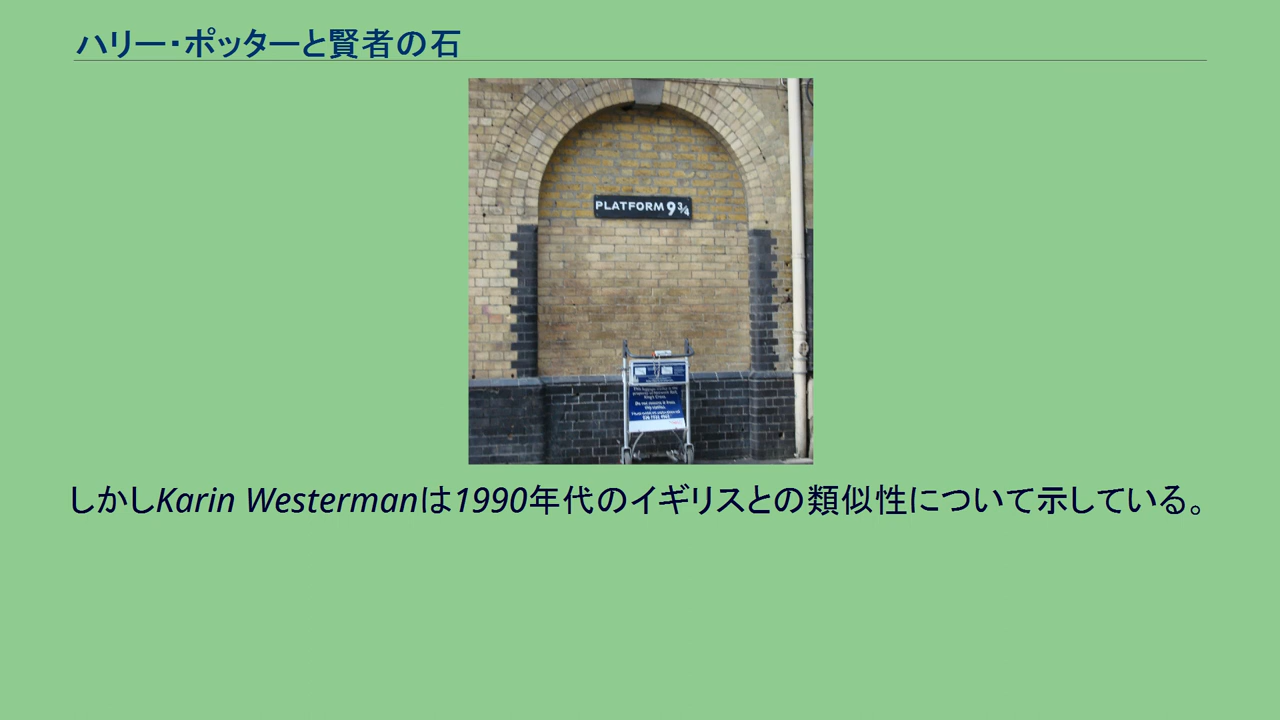 ハリー・ポッターと賢者の石
PLATFORM 9¾
しかしKarin Westermanは1990年代のイギリスとの類似性について示している。